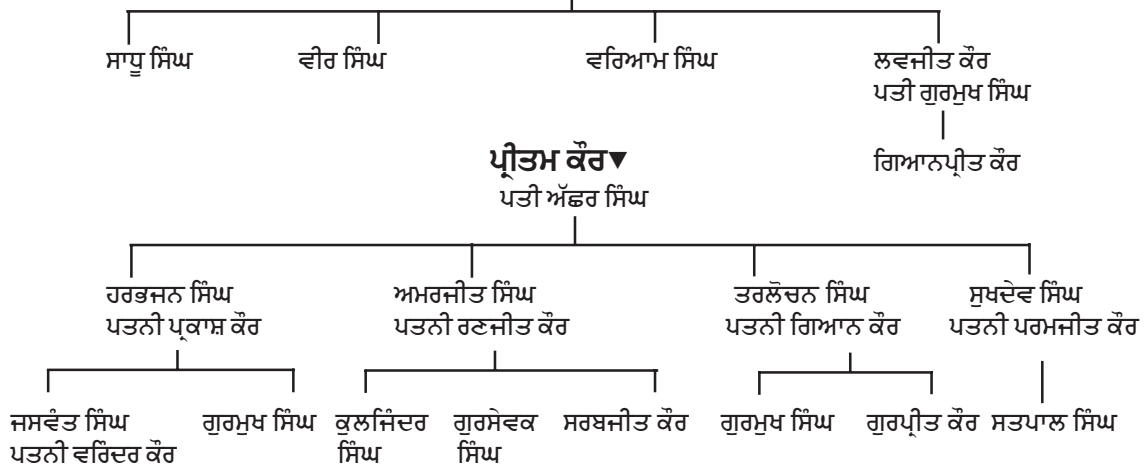 ਸਾਧੂ ਸਿੰਘ ਵੀਰ ਸਿੰਘ ਵਰਿਆਮ ਸਿੰਘ ਲਵਜੀਤ ਕੌਰ
ਪਤੀ ਗੁਰਮੁਖ ਸਿੰਘ
ਗਿਆਨਪ੍ਰੀਤ ਕੌਰ
ਪ੍ਰੀਤਮ ਕੌਰ▼
ਪਤੀ ਅੱਛਰ ਸਿੰਘ
ਹਰਭਜਨ ਸਿੰਘ ਅਮਰਜੀਤ ਸਿੰਘ ਤਰਲੋਚਨ ਸਿੰਘ ਸੁਖਦੇਵ ਸਿੰਘ
ਪਤਨੀ ਪ੍ਰਕਾਸ਼ ਕੌਰ ਪਤਨੀ ਰਣਜੀਤ ਕੌਰ ਪਤਨੀ ਗਿਆਨ ਕੌਰ ਪਤਨੀ ਪਰਮਜੀਤ ਕੌਰ
ਜਸਵੰਤ ਸਿੰਘ ਗੁਰਮੁਖ ਸਿੰਘ ਕੁਲਜਿੰਦਰ ਗੁਰਸੇਵਕ ਸਰਬਜੀਤ ਕੌਰ ਗੁਰਮੁਖ ਸਿੰਘ ਗੁਰਪ੍ਰੀਤ ਕੌਰ ਸਤਪਾਲ ਸਿੰਘ
ਪਤਨੀ ਵਰਿੰਦਰ ਕੌਰ ਸਿੰਘ ਸਿੰਘ